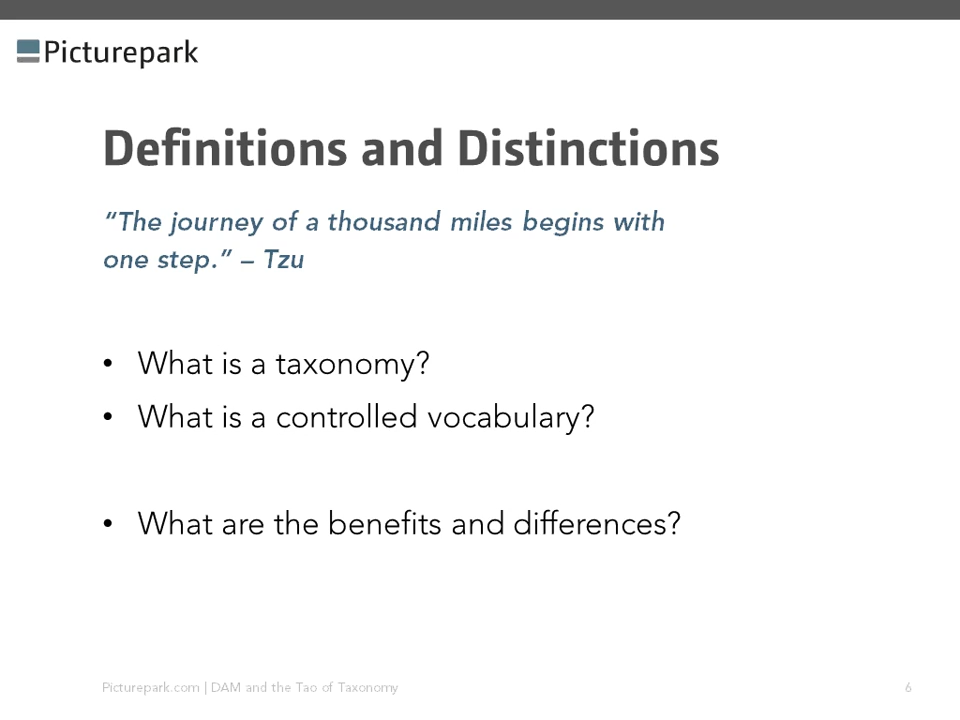 Picturepark
Definitions and Distinctions
“The journey of a thousand miles begins with
one step.” – Tzu
• What is a taxonomy?
• What is a controlled vocabulary?
• What are the benefits and differences?
Picturepark.com | DAM and the Tao of Taxonomy 6